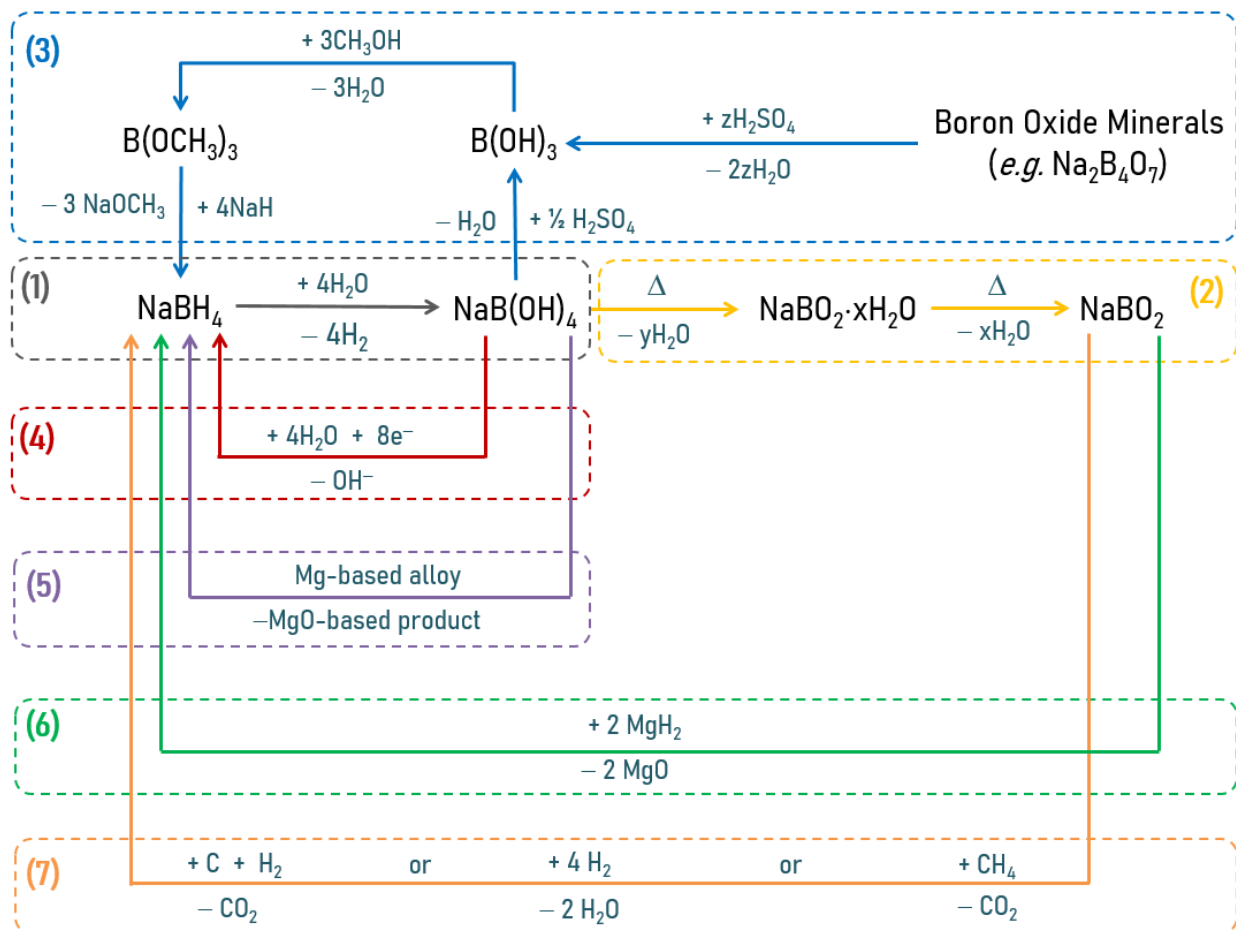 (3)
+ 3CH₃OH
– 3H₂O
B(OCH₃)₃
B(OH)₃
+ zH₂SO₄
– 2zH₂O
Boron Oxide Minerals
(e.g. Na₂B₄O₇)
– 3 NaOCH₃
+ 4NaH
– H₂O
+ ½ H₂SO₄
(1)
NaBH₄
+ 4H₂O
– 4H₂
NaB(OH)₄
Δ
– yH₂O
NaBO₂·xH₂O
Δ
– xH₂O
NaBO₂
(2)
(4)
+ 4H₂O + 8e⁻
– OH⁻
(5)
Mg-based alloy
–MgO-based product
(6)
+ 2 MgH₂
– 2 MgO
(7)
+ C + H₂ or + 4 H₂ or + CH₄
– CO₂ – 2 H₂O – CO₂